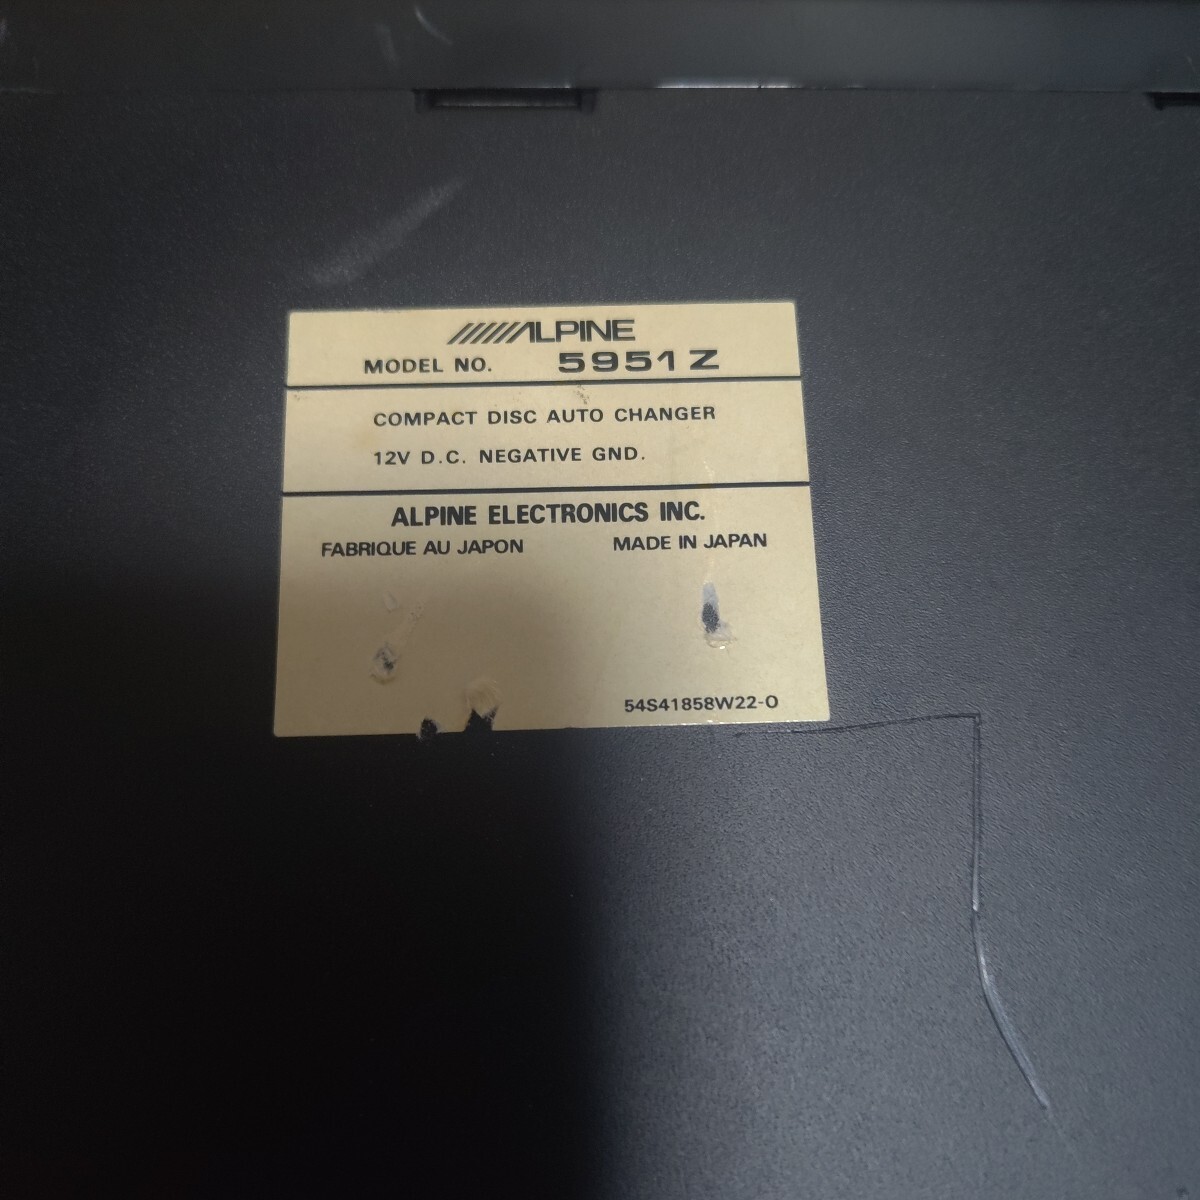 ALPINE
MODEL NO. 5951Z
COMPACT DISC AUTO CHANGER
12V D.C. NEGATIVE GND.
ALPINE ELECTRONICS INC.
FABRIQUE AU JAPON MADE IN JAPAN
54S41858W22-O